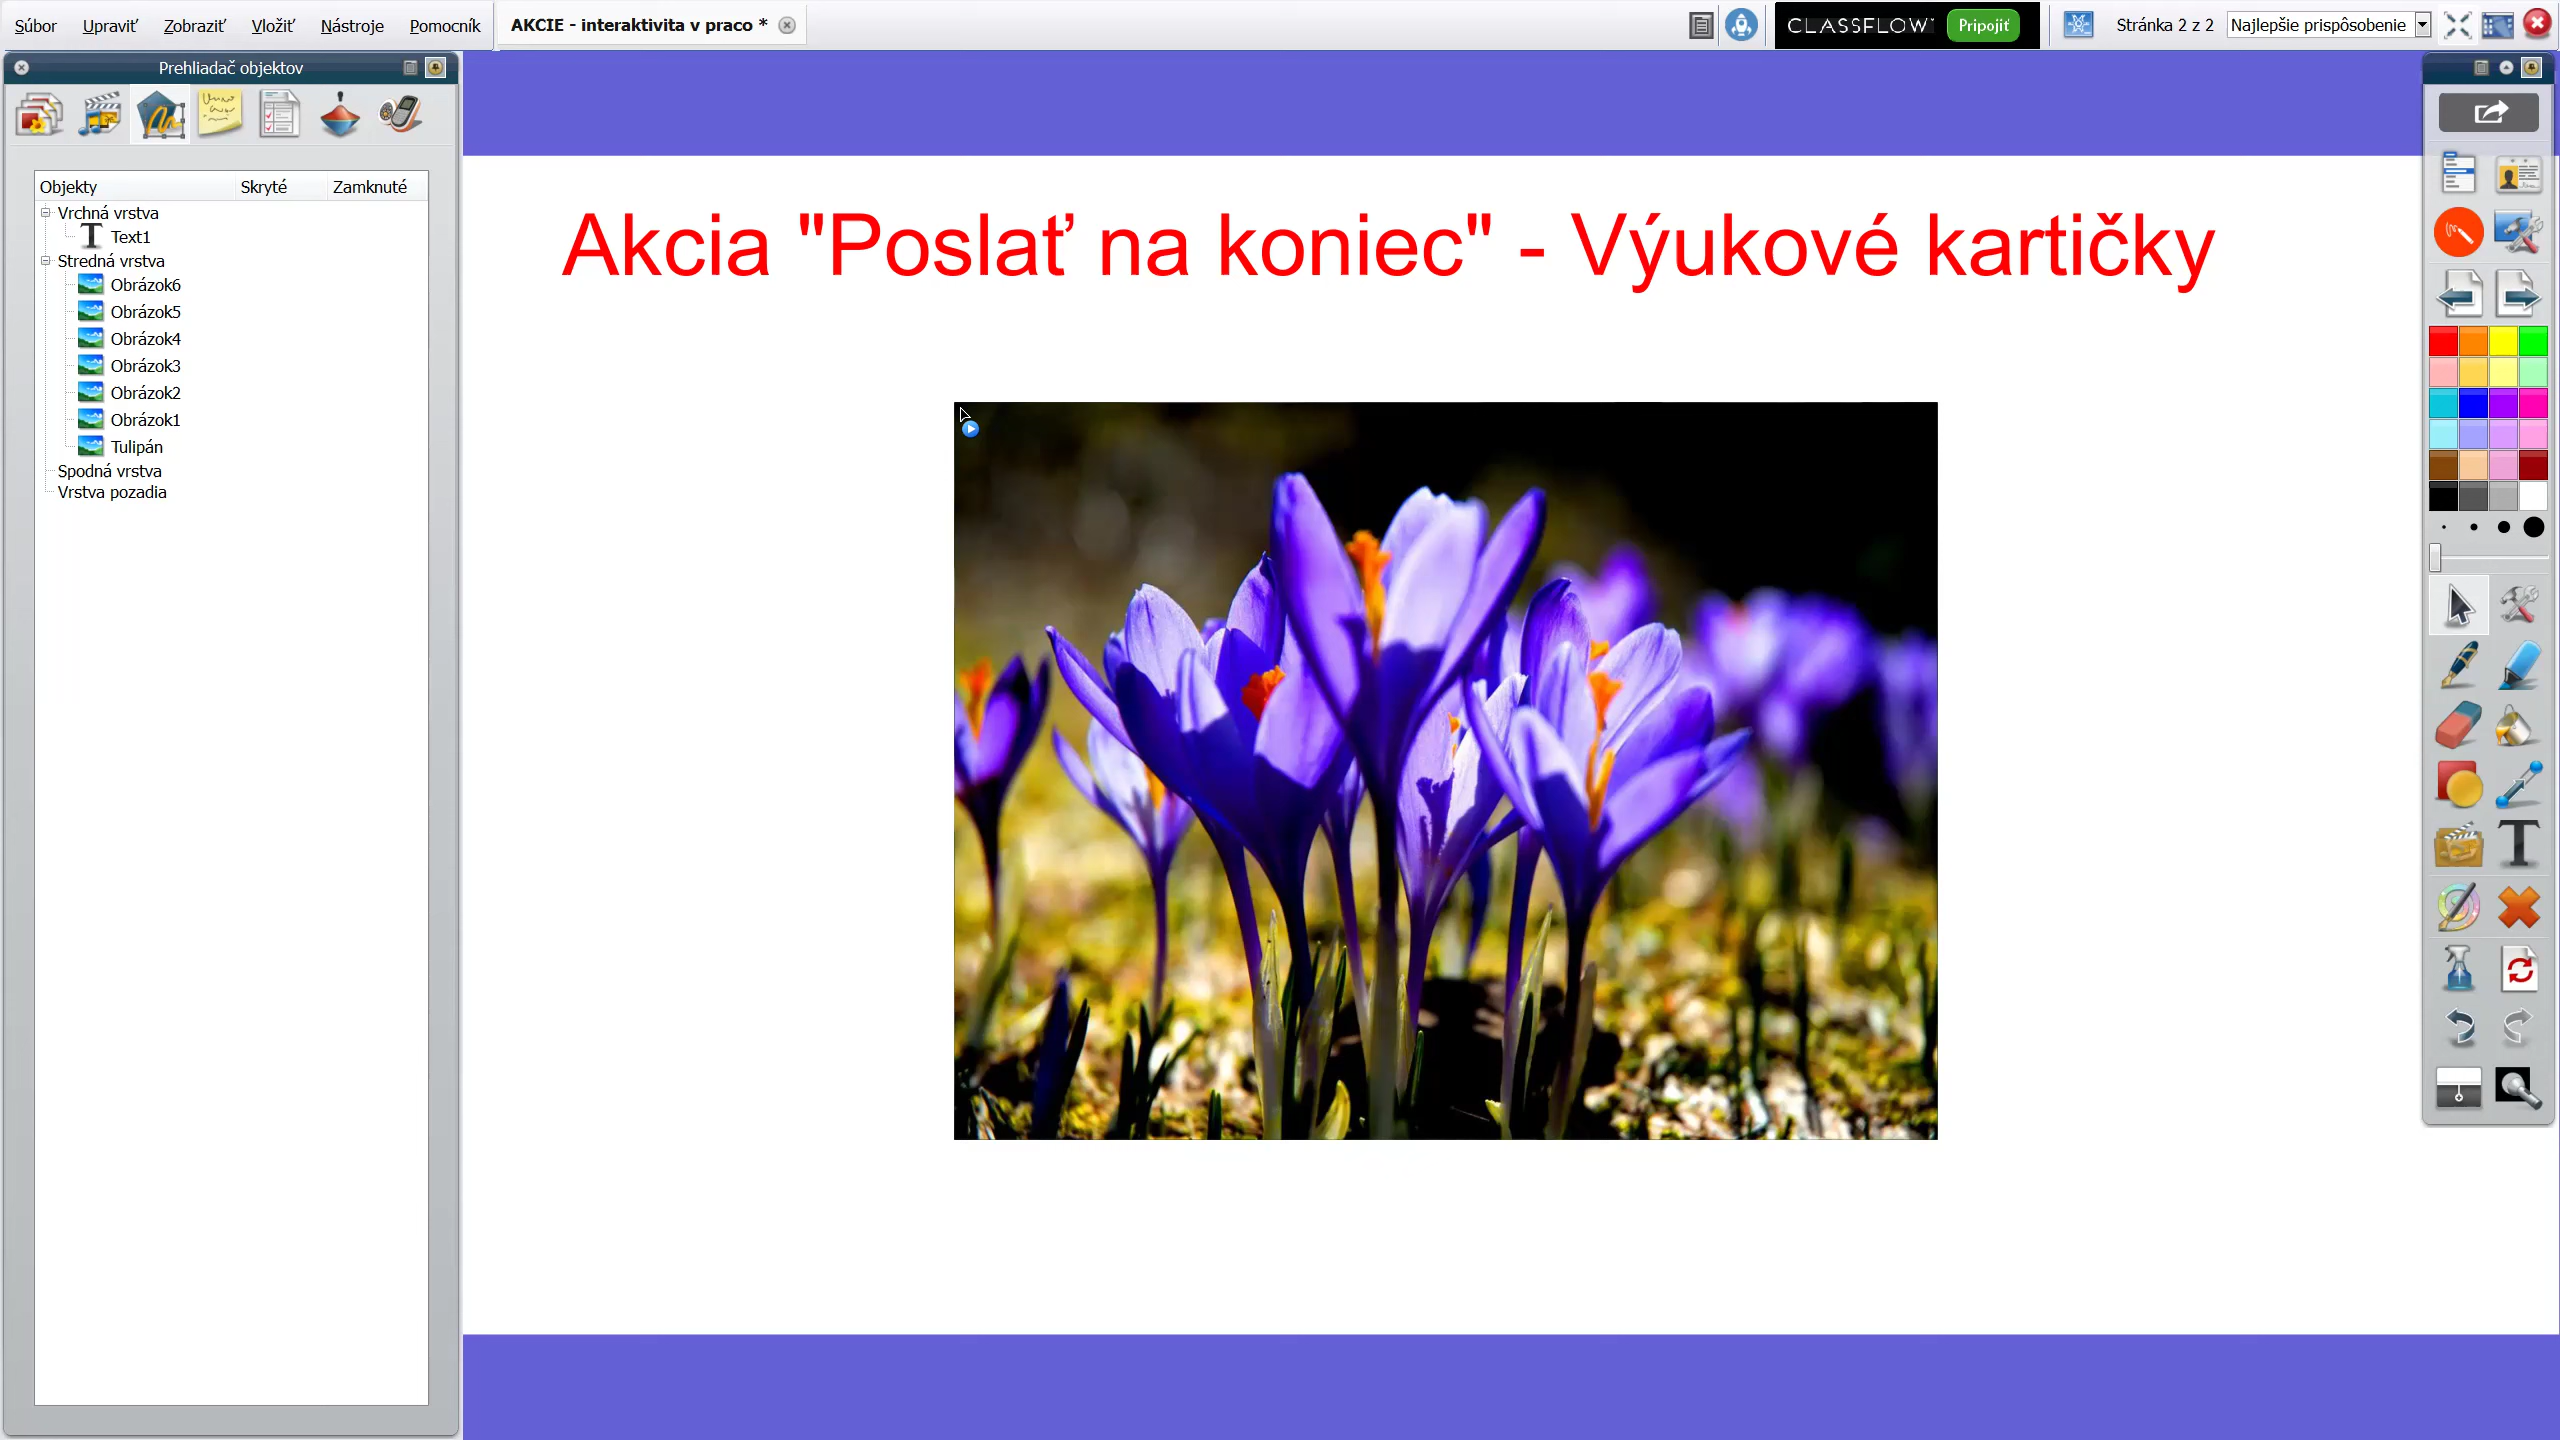 Súbor Upraviť Zobraziť Vložiť Nástroje Pomocník AKCIE - interaktivita v praco * CLASSFLOW Pripojiť Stránka 2 z 2 Najlepšie prispôsobenie
Prehliadač objektov
Objekty Skryté Zamknuté
Vrchná vrstva
Text1
Stredná vrstva
Obrázok6
Obrázok5
Obrázok4
Obrázok3
Obrázok2
Obrázok1
Tulipán
Spodná vrstva
Vrstva pozadia
Akcia "Poslať na koniec" - Výukové kartičky